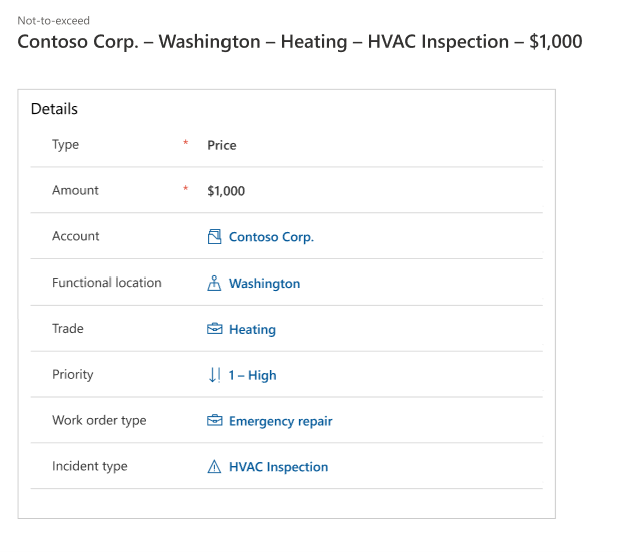 Not-to-exceed
Contoso Corp. – Washington – Heating – HVAC Inspection – $1,000
Details
Type * Price
Amount * $1,000
Account Contoso Corp.
Functional location Washington
Trade Heating
Priority 1 – High
Work order type Emergency repair
Incident type HVAC Inspection